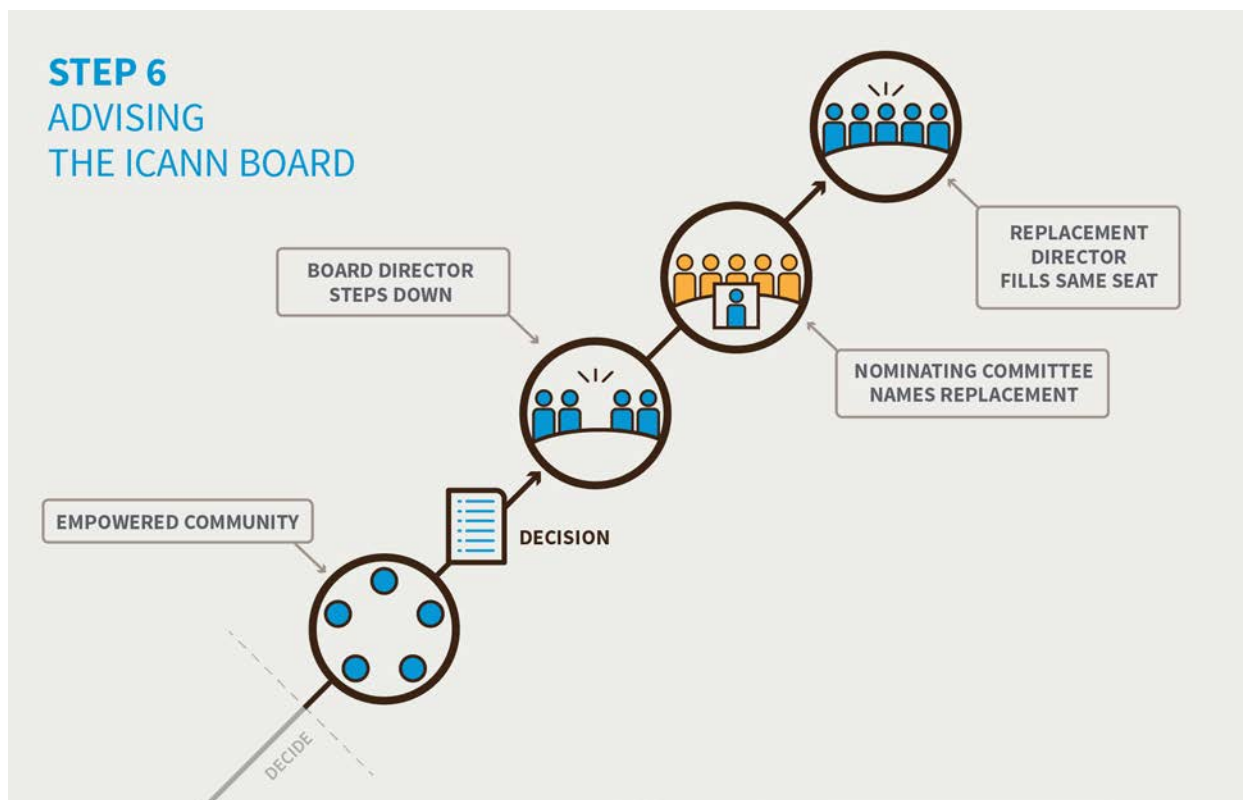 STEP 6
ADVISING
THE ICANN BOARD
BOARD DIRECTOR
STEPS DOWN
REPLACEMENT
DIRECTOR
FILLS SAME SEAT
NOMINATING COMMITTEE
NAMES REPLACEMENT
EMPOWERED COMMUNITY
DECISION
DECIDE